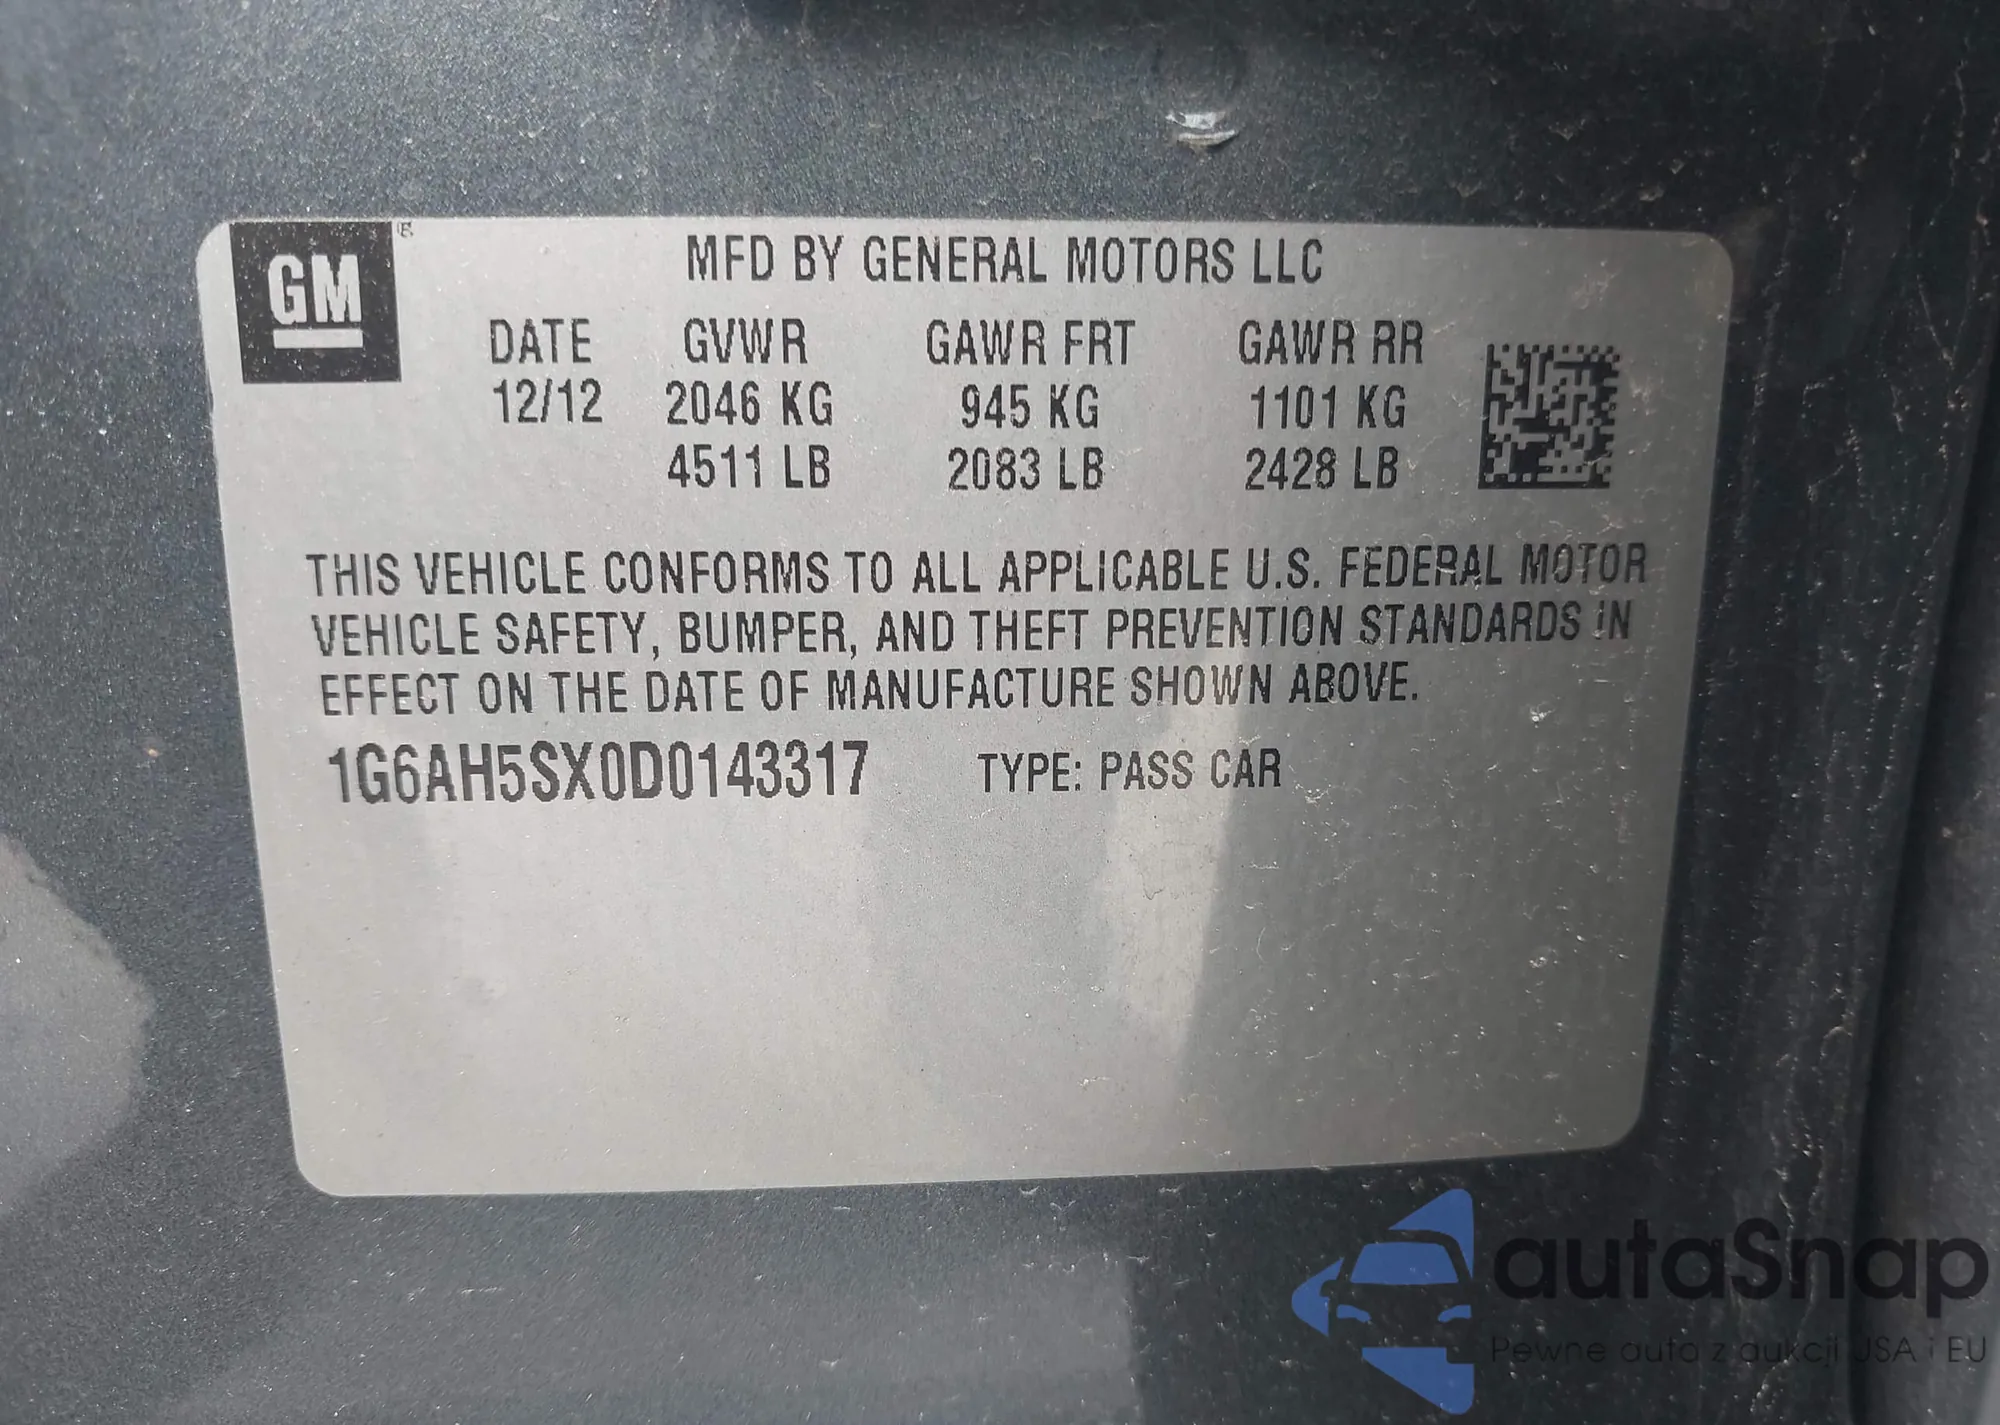 GM
®
MFD BY GENERAL MOTORS LLC
DATE GVWR GAWR FRT GAWR RR
12/12 2046 KG 945 KG 1101 KG
4511 LB 2083 LB 2428 LB
THIS VEHICLE CONFORMS TO ALL APPLICABLE U.S. FEDERAL MOTOR
VEHICLE SAFETY, BUMPER, AND THEFT PREVENTION STANDARDS IN
EFFECT ON THE DATE OF MANUFACTURE SHOWN ABOVE.
1G6AH5SX0D0143317 TYPE: PASS CAR
autaSnap
Pewne auta z aukcji USA i EU